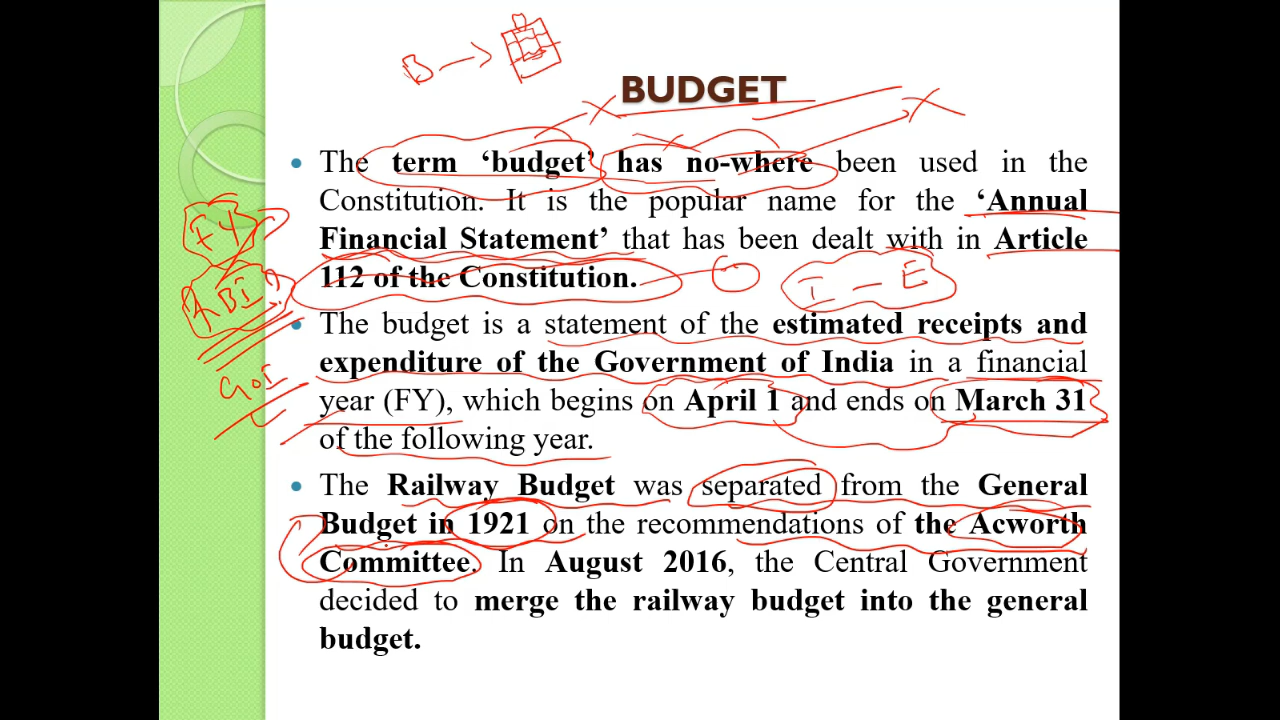 B
BUDGET
The term ‘budget’ has no-where been used in the
Constitution. It is the popular name for the ‘Annual
Financial Statement’ that has been dealt with in Article
112 of the Constitution.
I — E
FY
ABI?
GOI
The budget is a statement of the estimated receipts and
expenditure of the Government of India in a financial
year (FY), which begins on April 1 and ends on March 31
of the following year.
The Railway Budget was separated from the General
Budget in 1921 on the recommendations of the Acworth
Committee. In August 2016, the Central Government
decided to merge the railway budget into the general
budget.